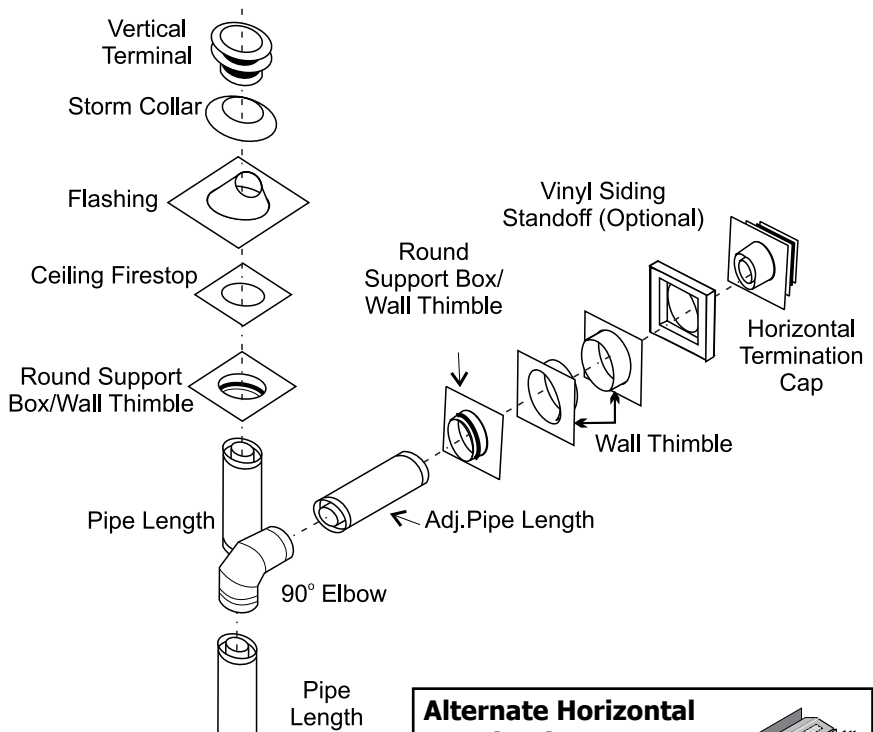 Vertical
Terminal
Storm Collar
Flashing
Ceiling Firestop
Round Support
Box/Wall Thimble
Pipe Length
90° Elbow
Pipe
Length
Adj.Pipe Length
Round
Support Box/
Wall Thimble
Vinyl Siding
Standoff (Optional)
Wall Thimble
Horizontal
Termination
Cap
Alternate Horizontal